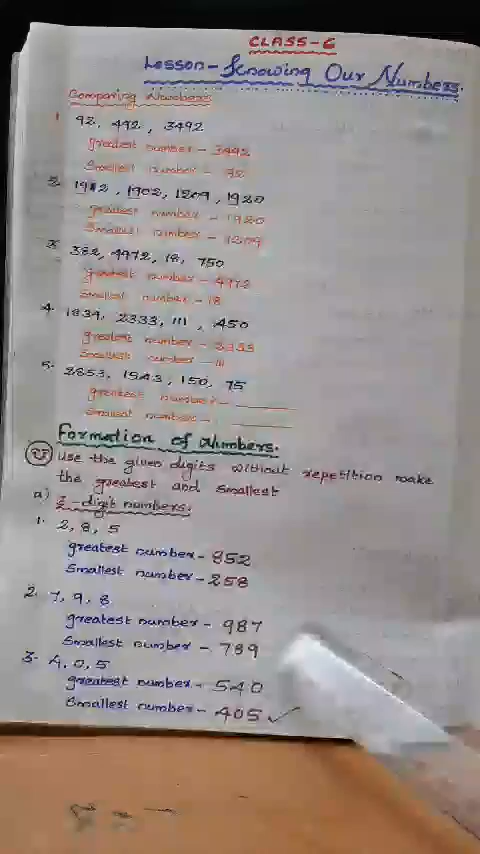 CLASS-6
Lesson - Knowing Our Numbers.
Comparing Numbers
1. 92, 492, 3492
greatest number - 3492
Smallest number - 92
2. 1912, 1902, 1209, 1920
greatest number - 1920
Smallest number - 1209
3. 382, 4972, 18, 750
greatest number - 4972
smallest number - 18
4. 1834, 2333, 111, 450
greatest number - 2333
Smallest number - 111
5. 2853, 1543, 150, 75
greatest number - ________
Smallest number - ________
Formation of Numbers.
Use the given digits without repetition make
the greatest and smallest
a) 3-digit numbers.
1. 2, 8, 5
greatest number - 852
Smallest number - 258
2. 7, 9, 8
greatest number - 987
Smallest number - 789
3. 4, 0, 5
greatest number - 540
Smallest number - 405 ✓